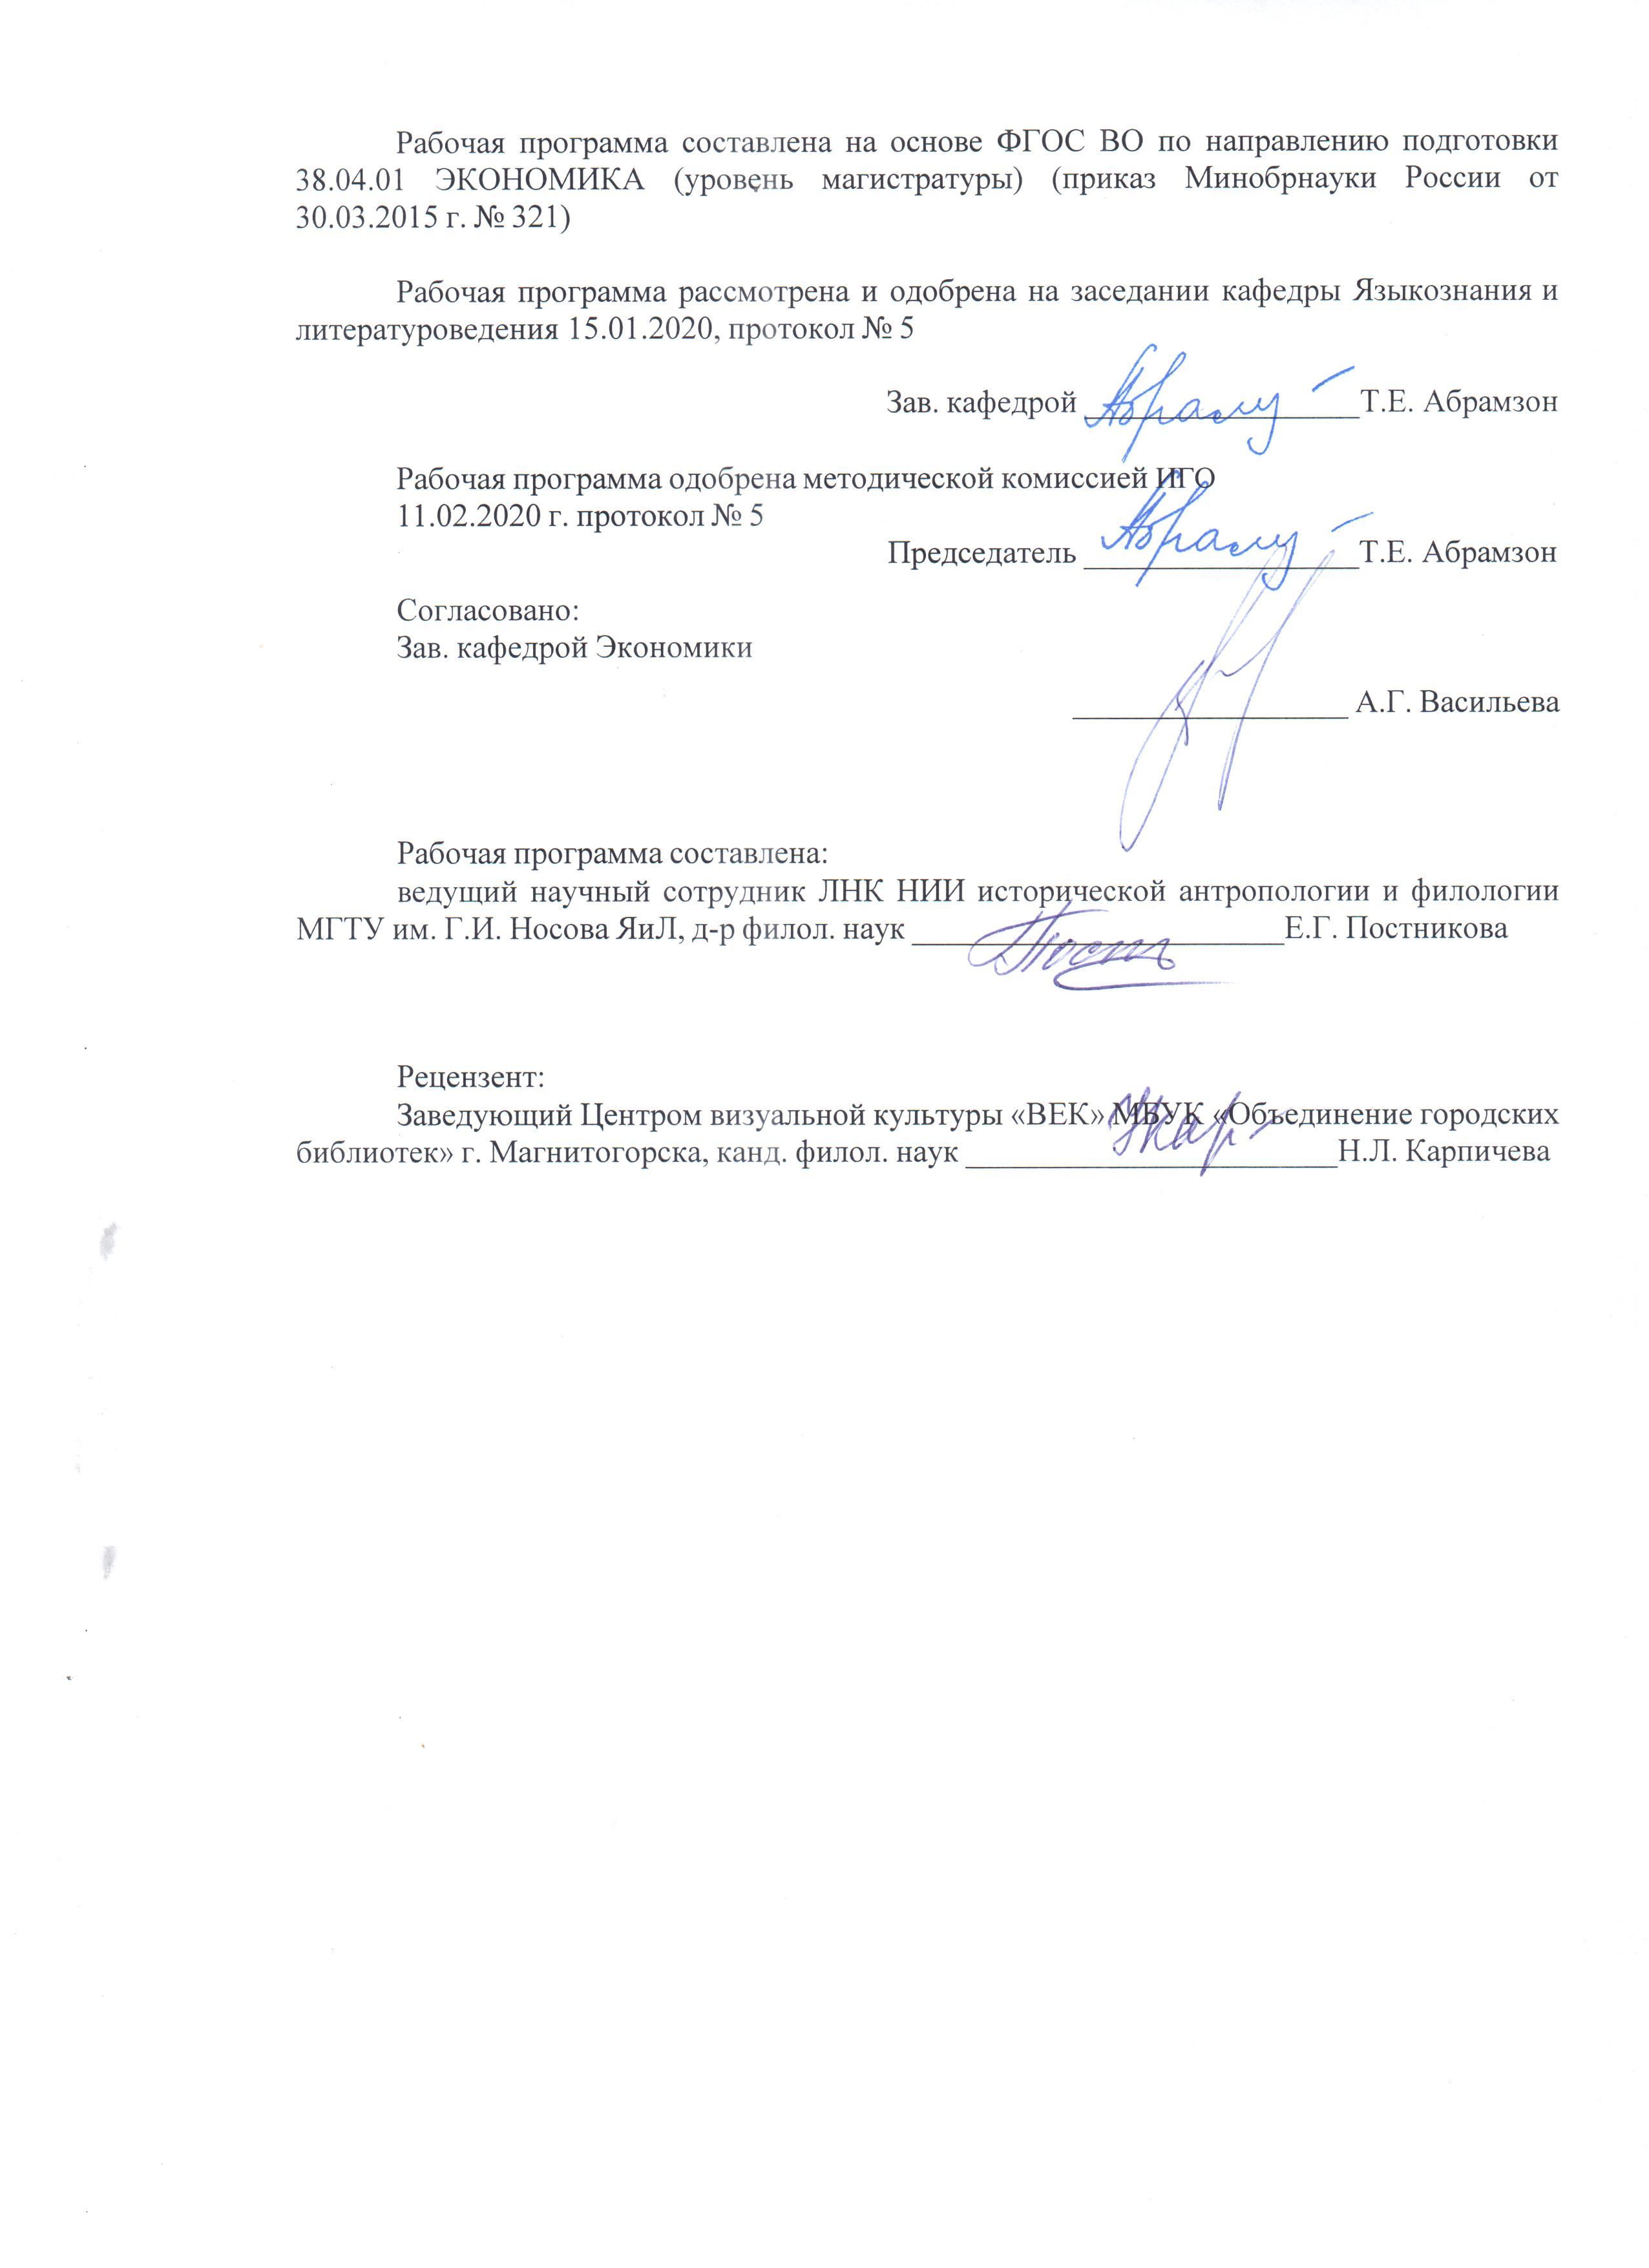 Рабочая программа составлена на основе ФГОС ВО по направлению подготовки
38.04.01 ЭКОНОМИКА (уровень магистратуры) (приказ Минобрнауки России от
30.03.2015 г. № 321)
Рабочая программа рассмотрена и одобрена на заседании кафедры Языкознания и
литературоведения 15.01.2020, протокол № 5
Зав. кафедрой _________________Т.Е. Абрамзон
Рабочая программа одобрена методической комиссией ИГО
11.02.2020 г. протокол № 5
Председатель _________________Т.Е. Абрамзон
Согласовано:
Зав. кафедрой Экономики
_________________ А.Г. Васильева
Рабочая программа составлена:
ведущий научный сотрудник ЛНК НИИ исторической антропологии и филологии
МГТУ им. Г.И. Носова ЯиЛ, д-р филол. наук _______________________Е.Г. Постникова
Рецензент:
Заведующий Центром визуальной культуры «ВЕК» МБУК «Объединение городских
библиотек» г. Магнитогорска, канд. филол. наук _______________________Н.Л. Карпичева